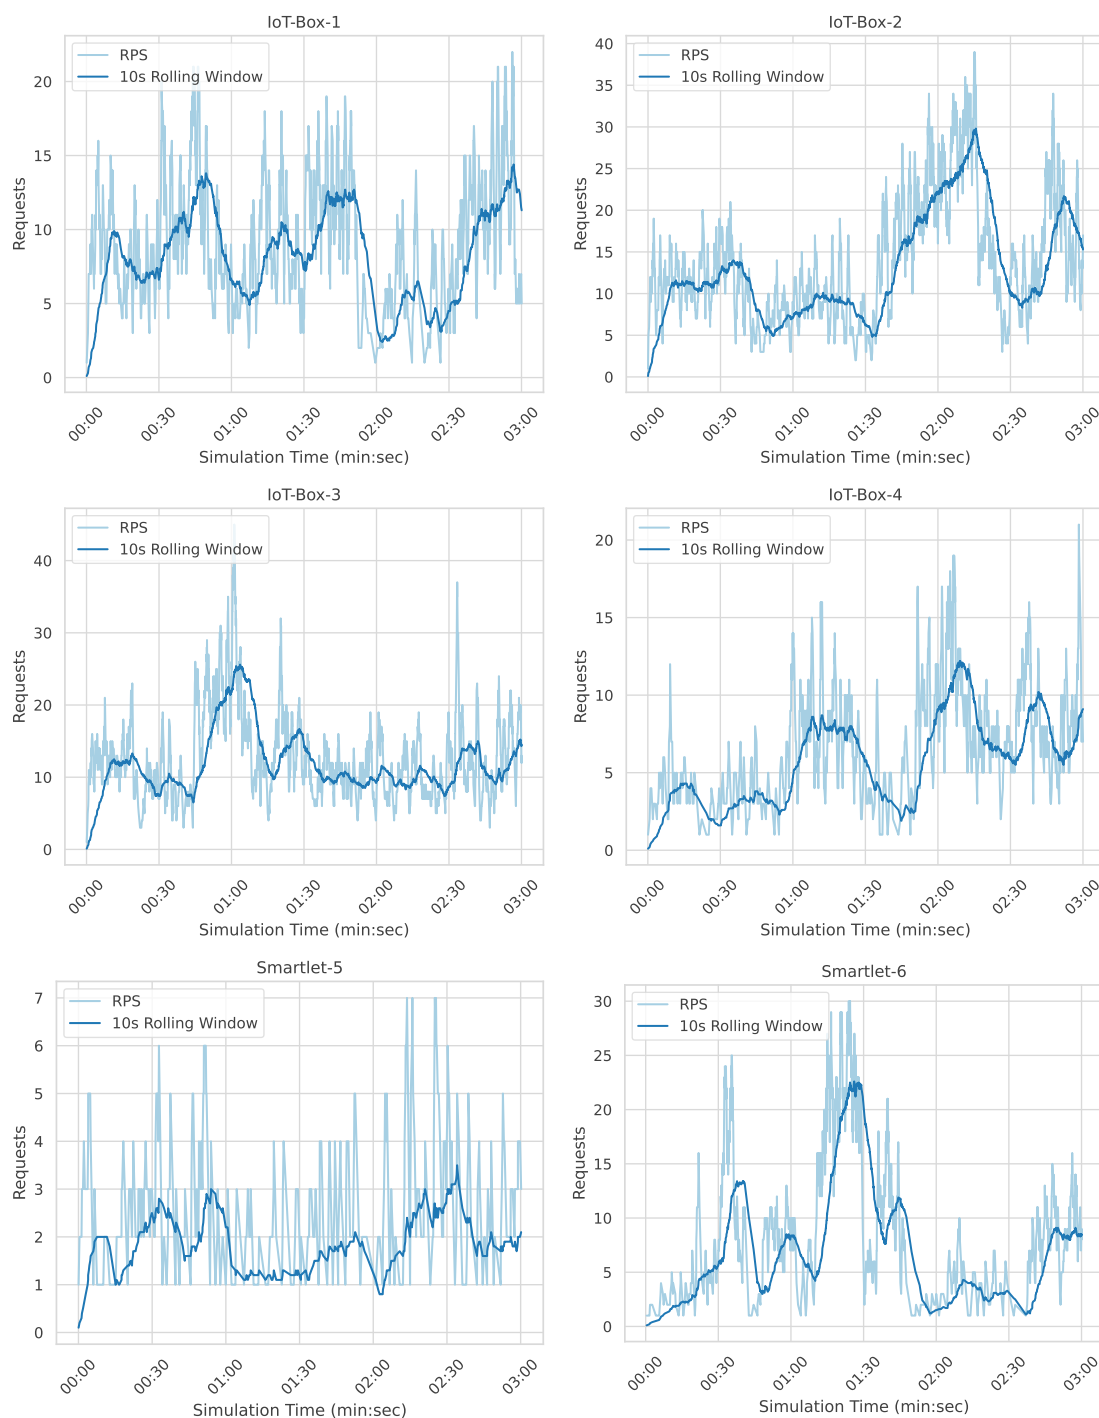 IoT-Box-1
RPS
10s Rolling Window
Requests
20
15
10
5
0
00:00
00:30
01:00
01:30
02:00
02:30
03:00
Simulation Time (min:sec)
IoT-Box-2
RPS
10s Rolling Window
Requests
40
35
30
25
20
15
10
5
0
00:00
00:30
01:00
01:30
02:00
02:30
03:00
Simulation Time (min:sec)
IoT-Box-3
RPS
10s Rolling Window
Requests
40
30
20
10
0
00:00
00:30
01:00
01:30
02:00
02:30
03:00
Simulation Time (min:sec)
IoT-Box-4
RPS
10s Rolling Window
Requests
20
15
10
5
0
00:00
00:30
01:00
01:30
02:00
02:30
03:00
Simulation Time (min:sec)
Smartlet-5
RPS
10s Rolling Window
Requests
7
6
5
4
3
2
1
0
00:00
00:30
01:00
01:30
02:00
02:30
03:00
Simulation Time (min:sec)
Smartlet-6
RPS
10s Rolling Window
Requests
30
25
20
15
10
5
0
00:00
00:30
01:00
01:30
02:00
02:30
03:00
Simulation Time (min:sec)